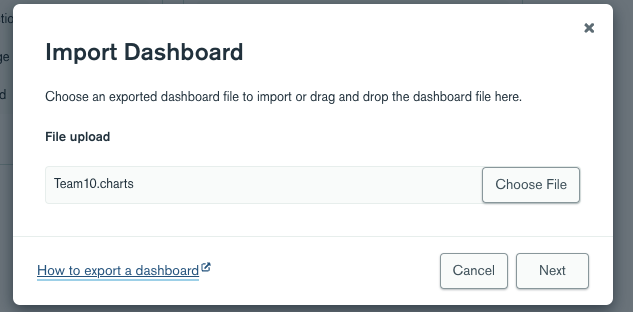 Import Dashboard
Choose an exported dashboard file to import or drag and drop the dashboard file here.
File upload
Team10.charts
Choose File
How to export a dashboard
Cancel
Next